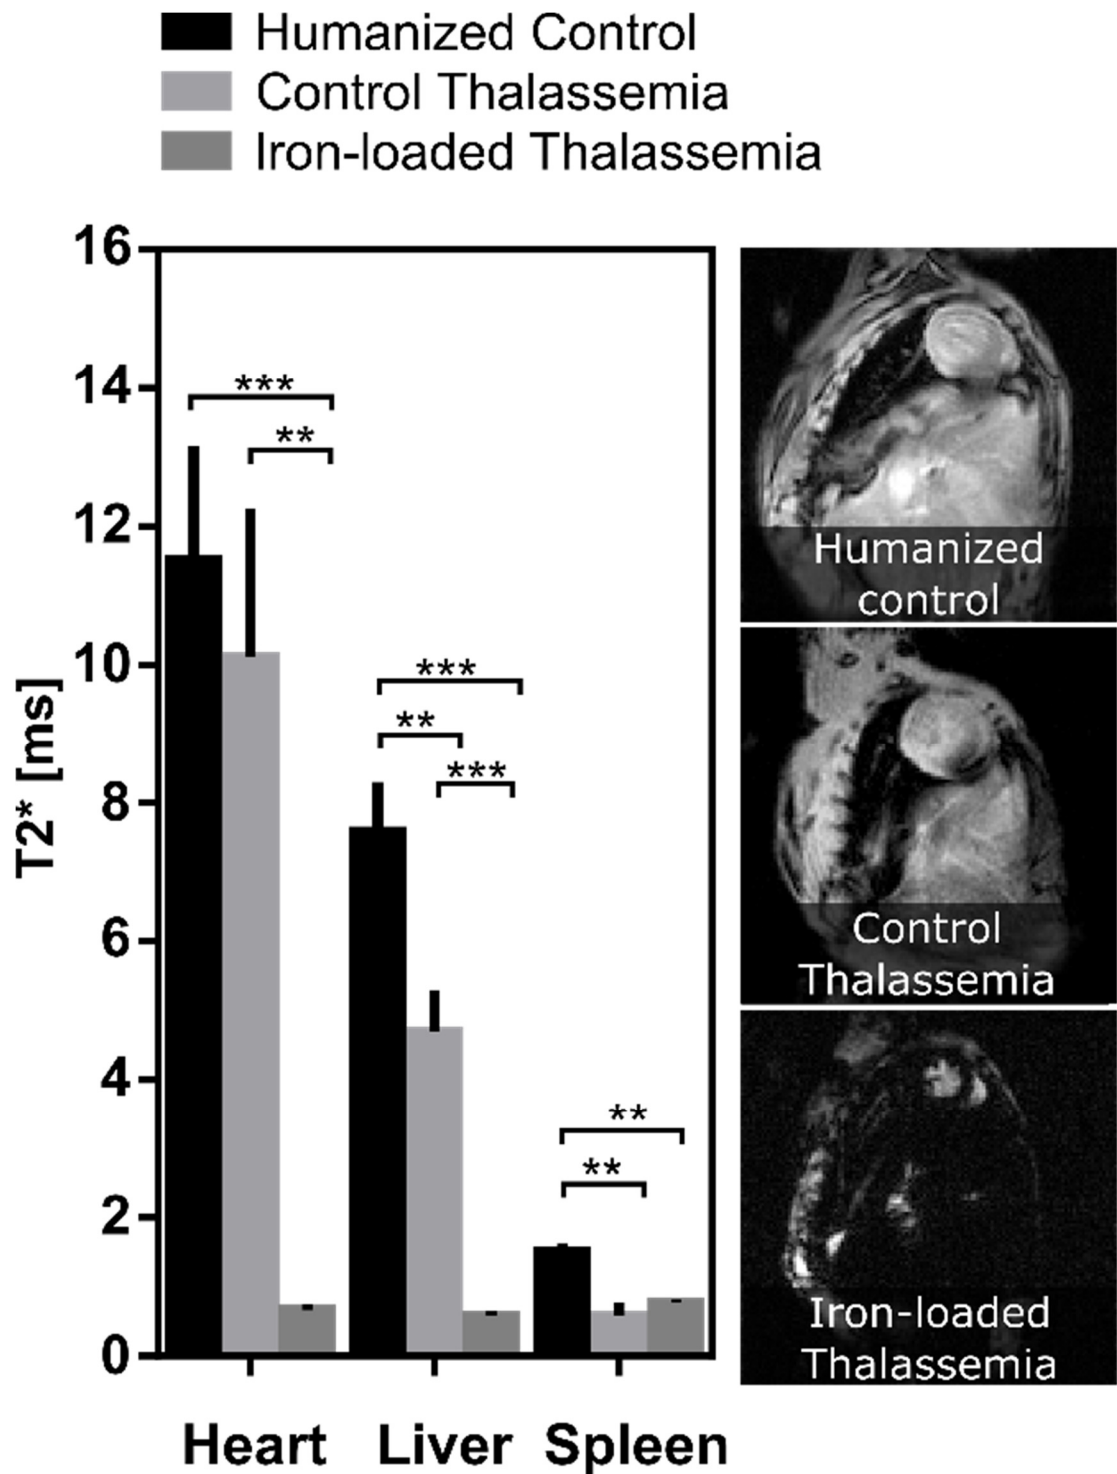 Humanized Control
Control Thalassemia
Iron-loaded Thalassemia
16
14
12
10
8
6
4
2
0
T2* [ms]
***
**
***
**
***
**
**
Heart Liver Spleen
Humanized
control
Control
Thalassemia
Iron-loaded
Thalassemia